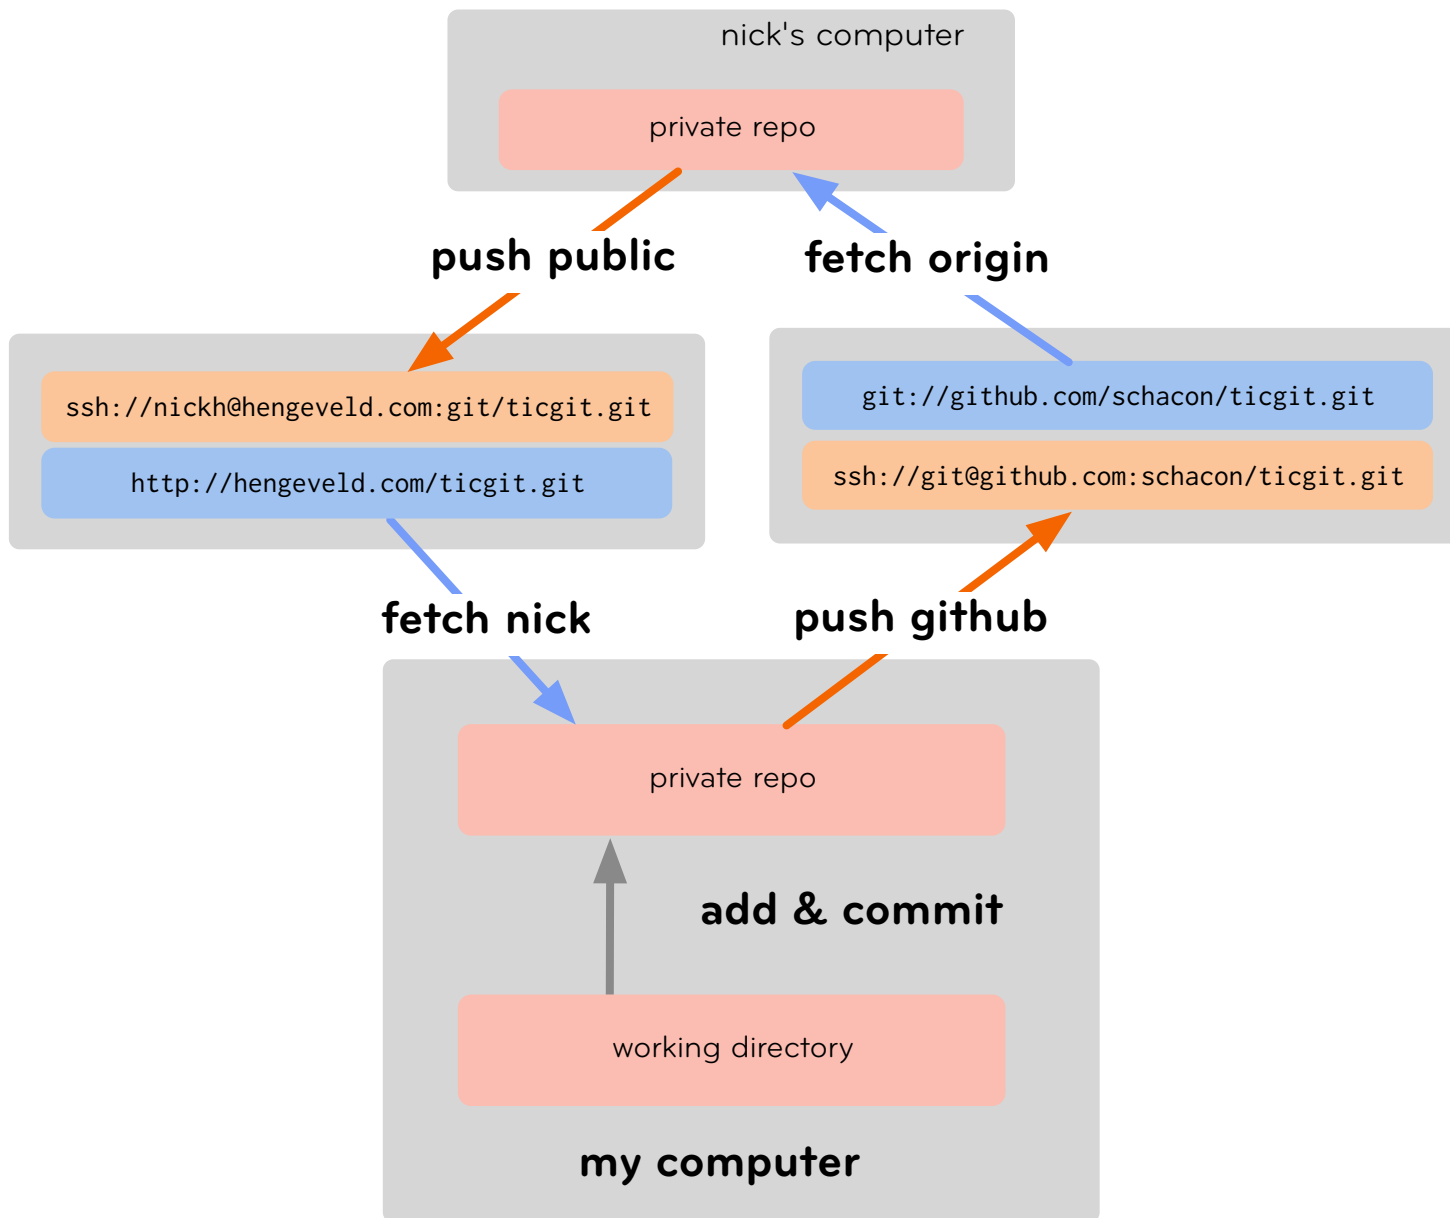 nick's computer
private repo
push public
fetch origin
ssh://nickh@hengeveld.com:git/ticgit.git
http://hengeveld.com/ticgit.git
git://github.com/schacon/ticgit.git
ssh://git@github.com:schacon/ticgit.git
fetch nick
push github
private repo
add & commit
working directory
my computer